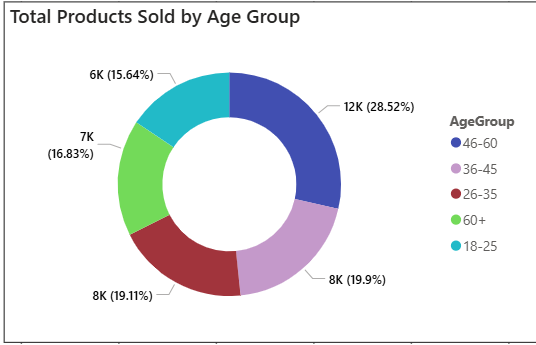 Total Products Sold by Age Group
6K (15.64%)
12K (28.52%)
7K
(16.83%)
8K (19.11%)
8K (19.9%)
AgeGroup
46-60
36-45
26-35
60+
18-25